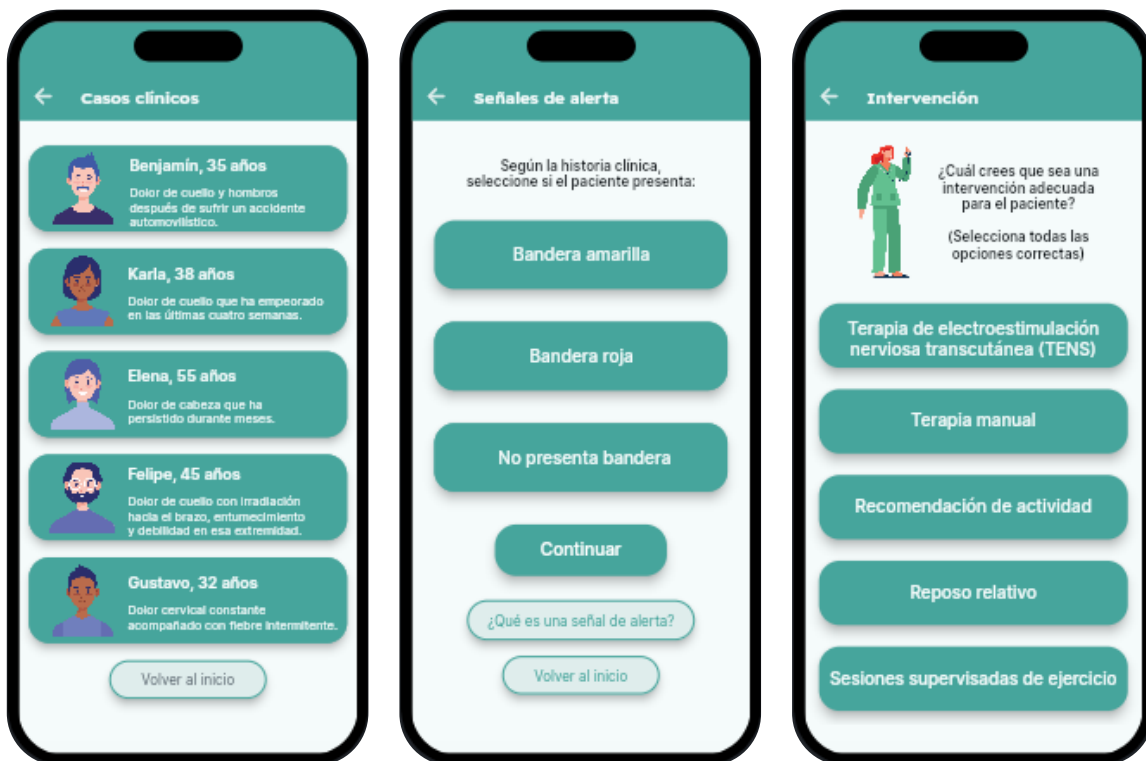 Casos clínicos
Benjamín, 35 años
Dolor de cuello y hombros
después de sufrir un accidente
automovilístico.
Karla, 38 años
Dolor de cuello que ha empeorado
en las últimas cuatro semanas.
Elena, 55 años
Dolor de cabeza que ha
persistido durante meses.
Felipe, 45 años
Dolor de cuello con irradiación
hacia el brazo, entumecimiento
y debilidad en esa extremidad.
Gustavo, 32 años
Dolor cervical constante
acompañado con fiebre intermitente.
Volver al inicio
Señales de alerta
Según la historia clínica,
seleccione si el paciente presenta:
Bandera amarilla
Bandera roja
No presenta bandera
Continuar
¿Qué es una señal de alerta?
Volver al inicio
Intervención
¿Cuál crees que sea una
intervención adecuada
para el paciente?
(Selecciona todas las
opciones correctas)
Terapia de electroestimulación
nerviosa transcutánea (TENS)
Terapia manual
Recomendación de actividad
Reposo relativo
Sesiones supervisadas de ejercicio